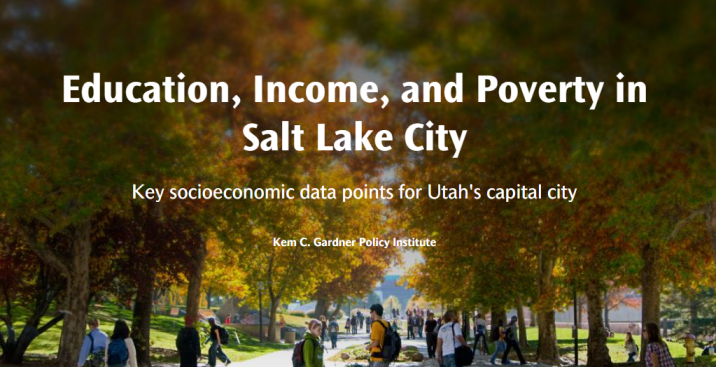 Education, Income, and Poverty in
Salt Lake City
Key socioeconomic data points for Utah's capital city
Kem C. Gardner Policy Institute